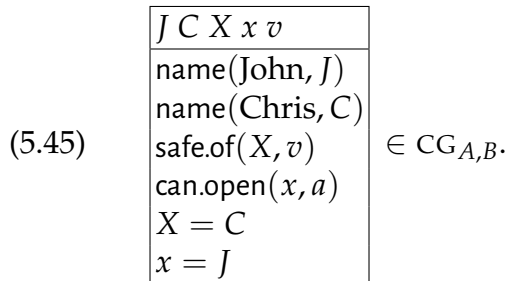 J C X x v
name(John, J)
name(Chris, C)
(5.45) safe.of(X, v) ∈ CG_{A,B}.
can.open(x, a)
X = C
x = J